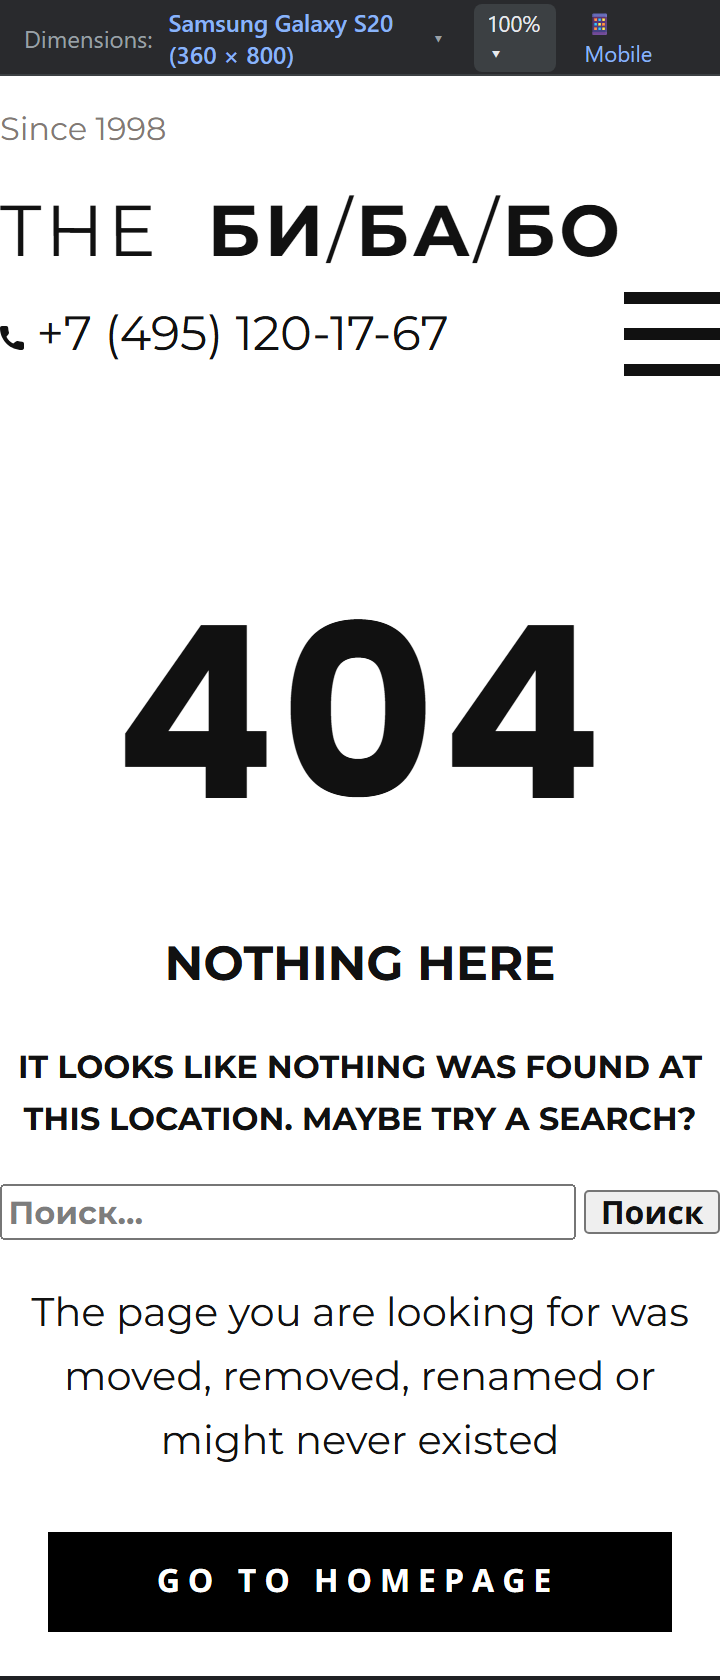 Dimensions: Samsung Galaxy S20 (360 × 800) 100% Mobile
Since 1998
THE БИ/БА/БО
+7 (495) 120-17-67
404
NOTHING HERE
IT LOOKS LIKE NOTHING WAS FOUND AT
THIS LOCATION. MAYBE TRY A SEARCH?
Поиск... Поиск
The page you are looking for was
moved, removed, renamed or
might never existed
GO TO HOMEPAGE